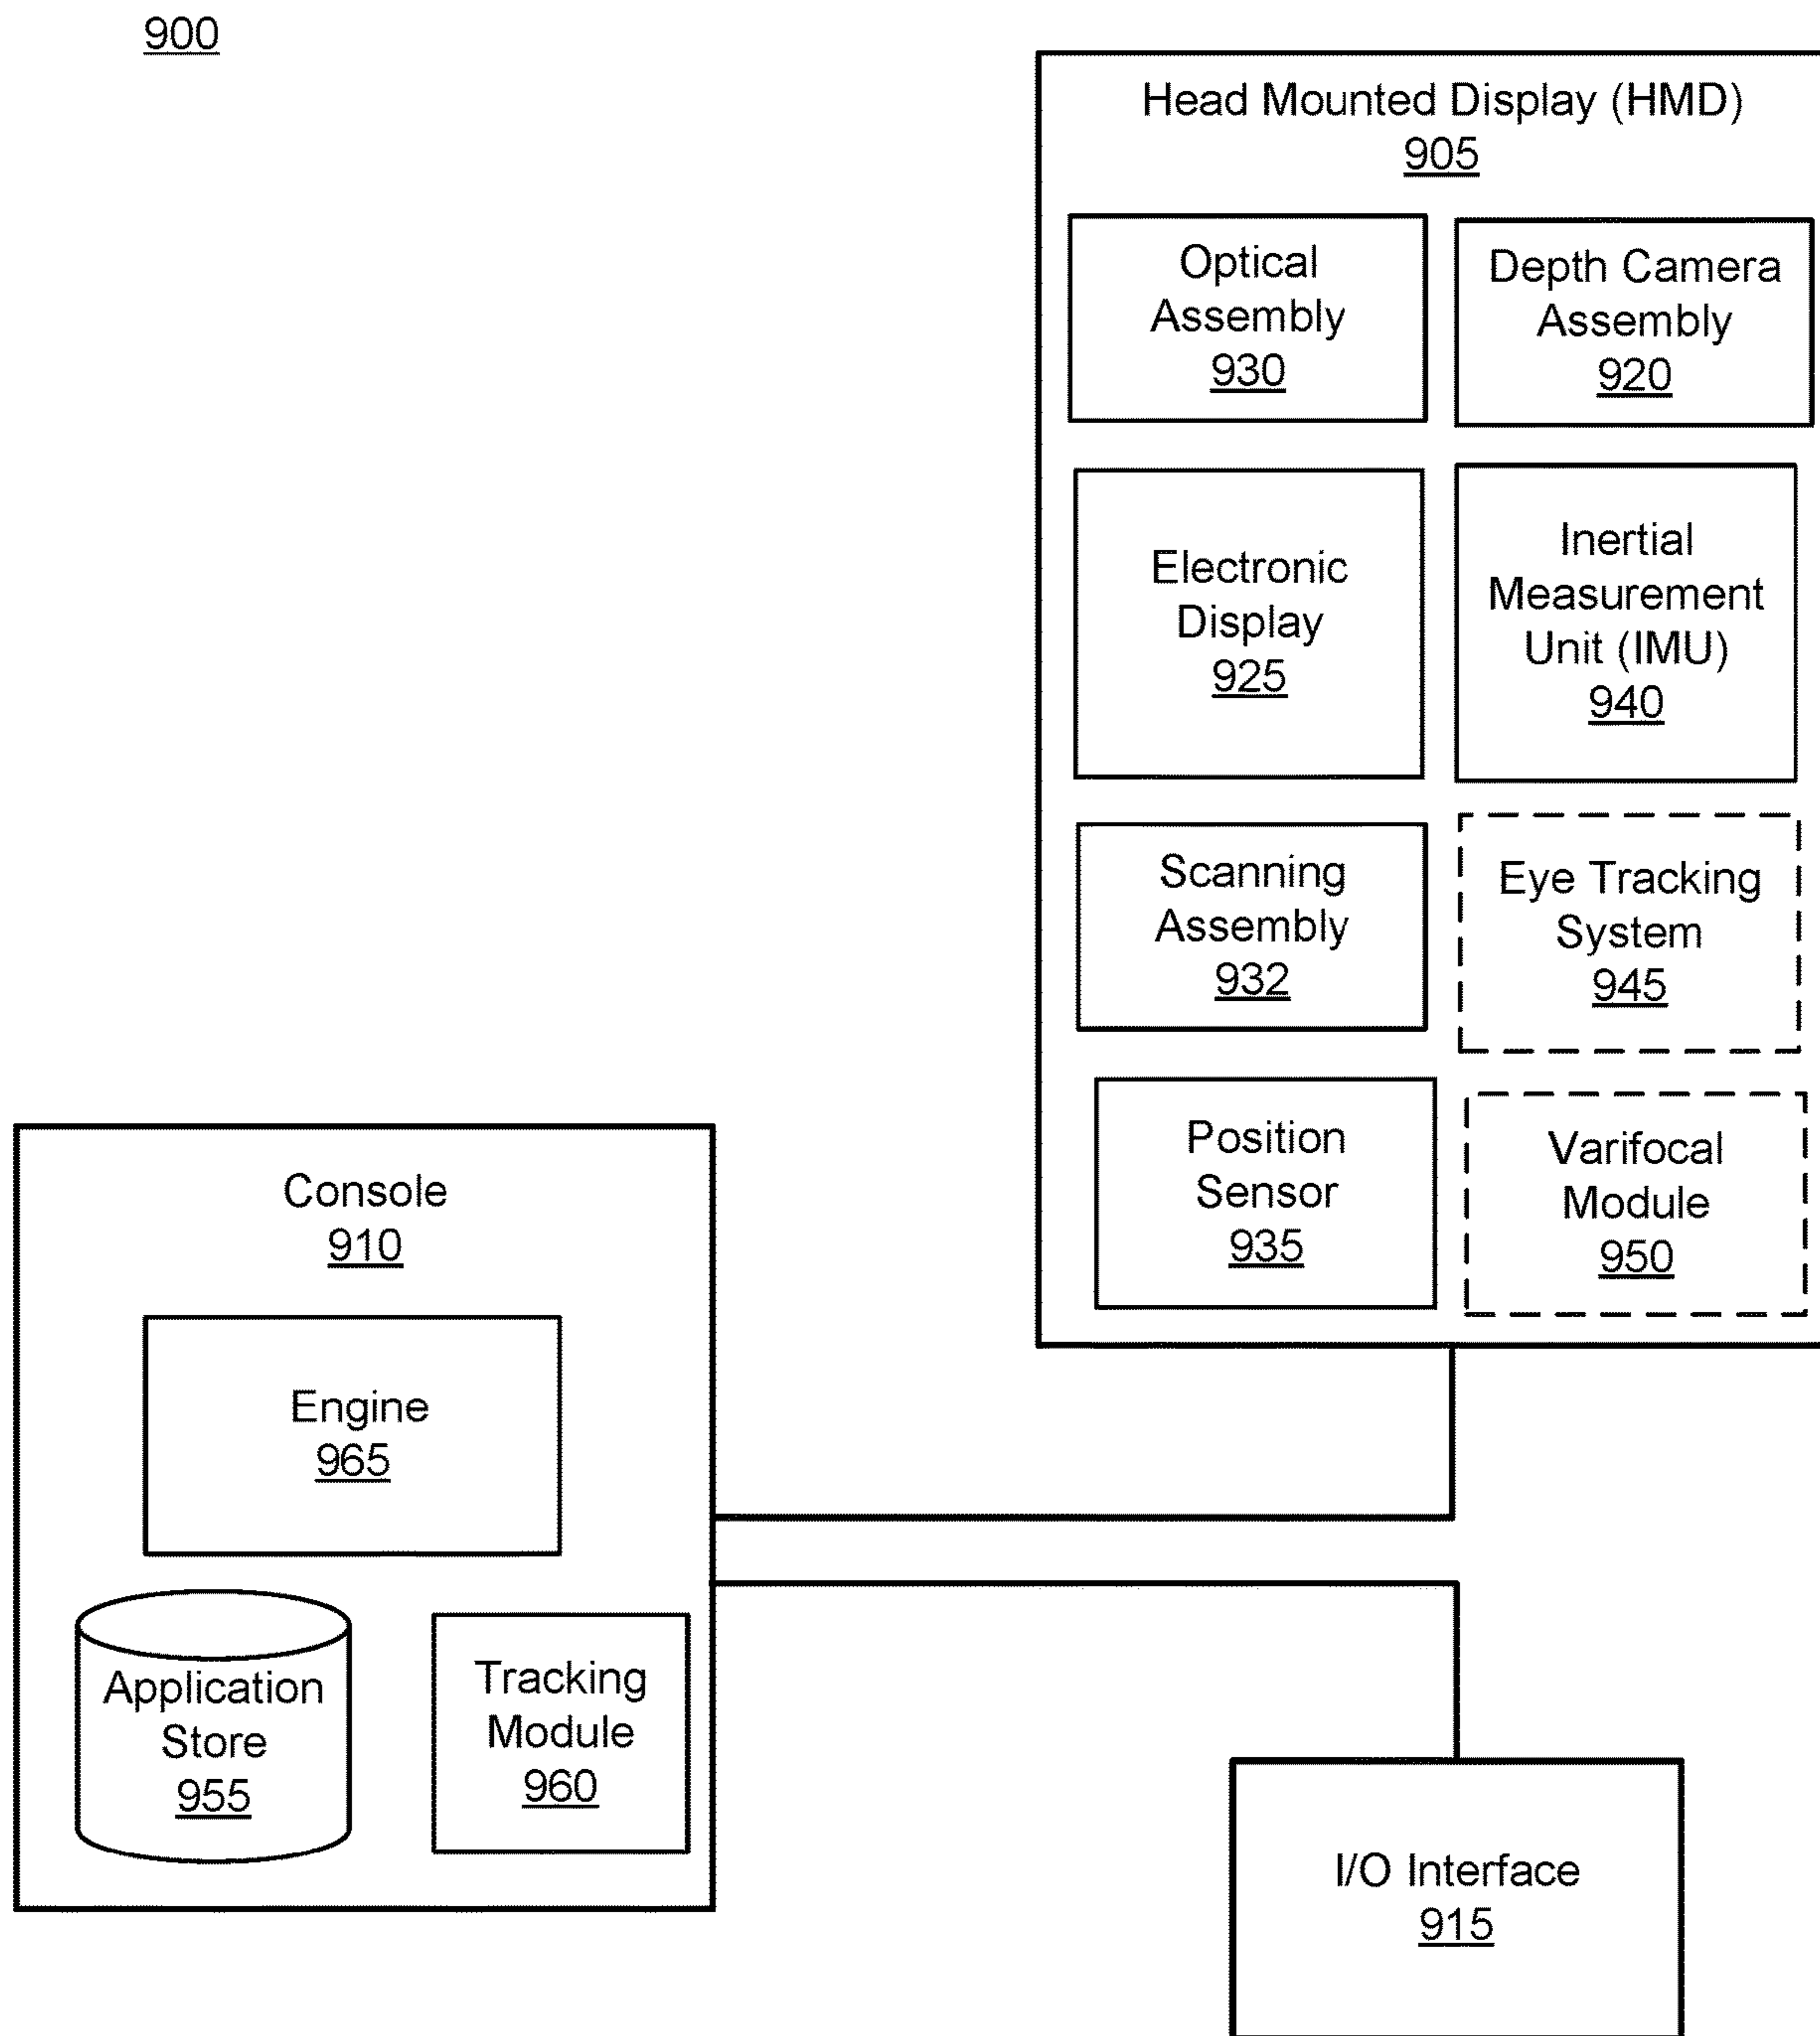 900
Head Mounted Display (HMD)
905
Optical
Assembly
930
Depth Camera
Assembly
920
Electronic
Display
925
Inertial
Measurement
Unit (IMU)
940
Scanning
Assembly
932
Eye Tracking
System
945
Position
Sensor
935
Varifocal
Module
950
Console
910
Engine
965
Application
Store
955
Tracking
Module
960
I/O Interface
915